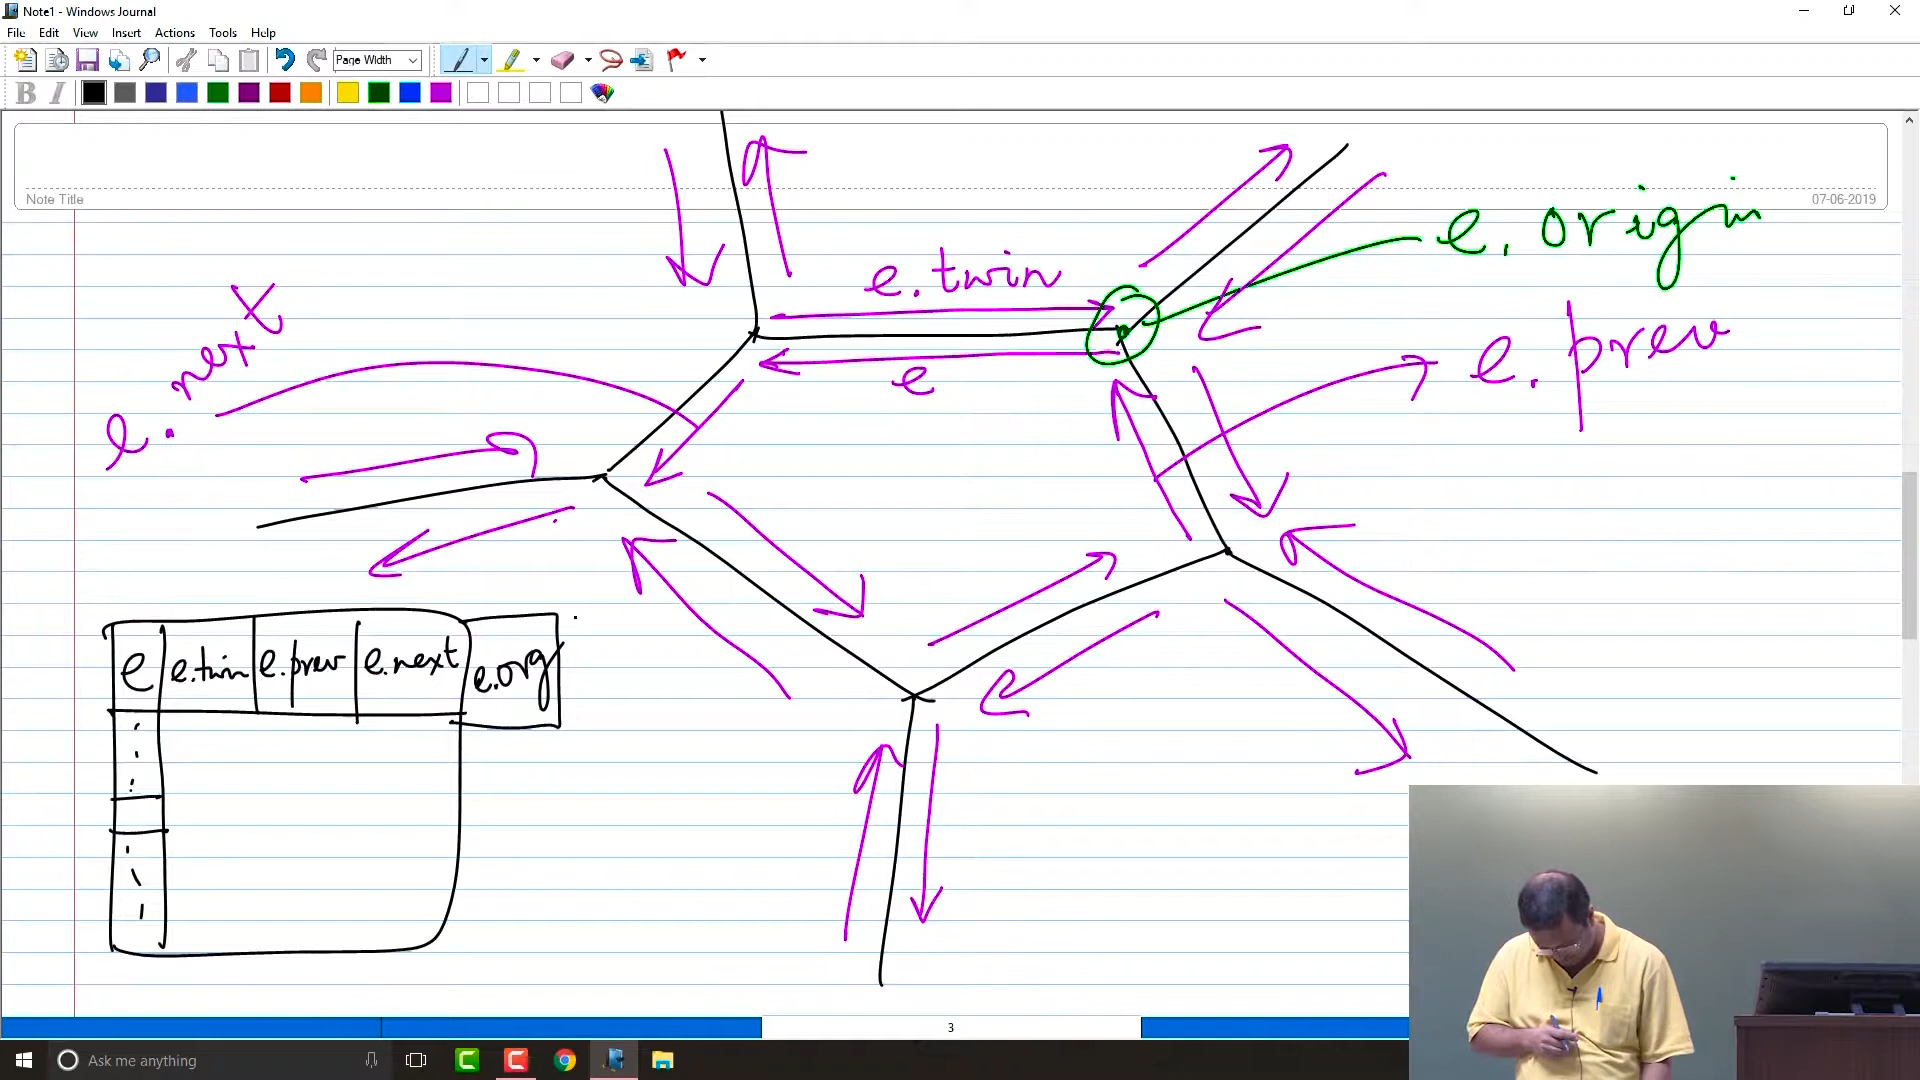 Note1 - Windows Journal
File Edit View Insert Actions Tools Help
Page Width
B I
Note Title
07-06-2019
e. origin
e. twin
e. next
e
e. prev
e e.twin e.prev e.next e.org
3
Ask me anything